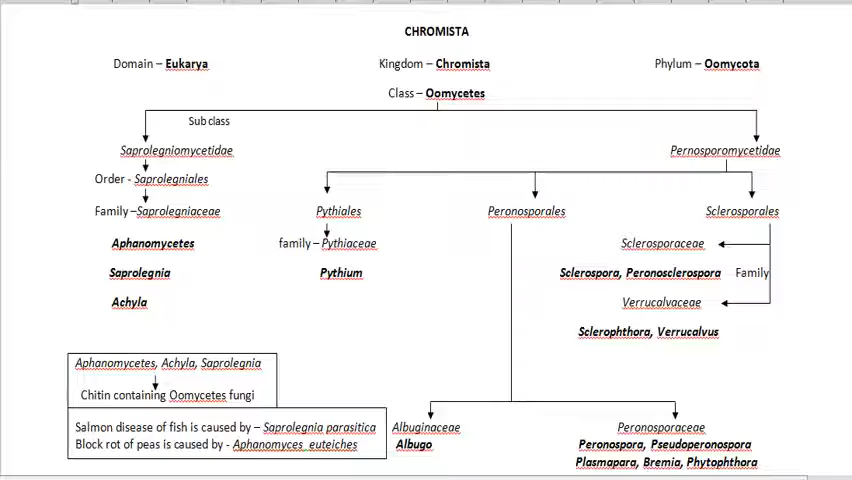 CHROMISTA
Domain – Eukarya
Kingdom – Chromista
Phylum – Oomycota
Class – Oomycetes
Sub class
Saprolegniomycetidae
Pernosporomycetidae
Order - Saprolegniales
Family –Saprolegniaceae
Pythiales
Peronosporales
Sclerosporales
Aphanomycetes
family – Pythiaceae
Sclerosporaceae
Saprolegnia
Pythium
Sclerospora, Peronosclerospora
Family
Achyla
Verrucalvaceae
Sclerophthora, Verrucalvus
Aphanomycetes, Achyla, Saprolegnia
Chitin containing Oomycetes fungi
Salmon disease of fish is caused by – Saprolegnia parasitica
Block rot of peas is caused by - Aphanomyces euteiches
Albuginaceae
Albugo
Peronosporaceae
Peronospora, Pseudoperonospora
Plasmapara, Bremia, Phytophthora